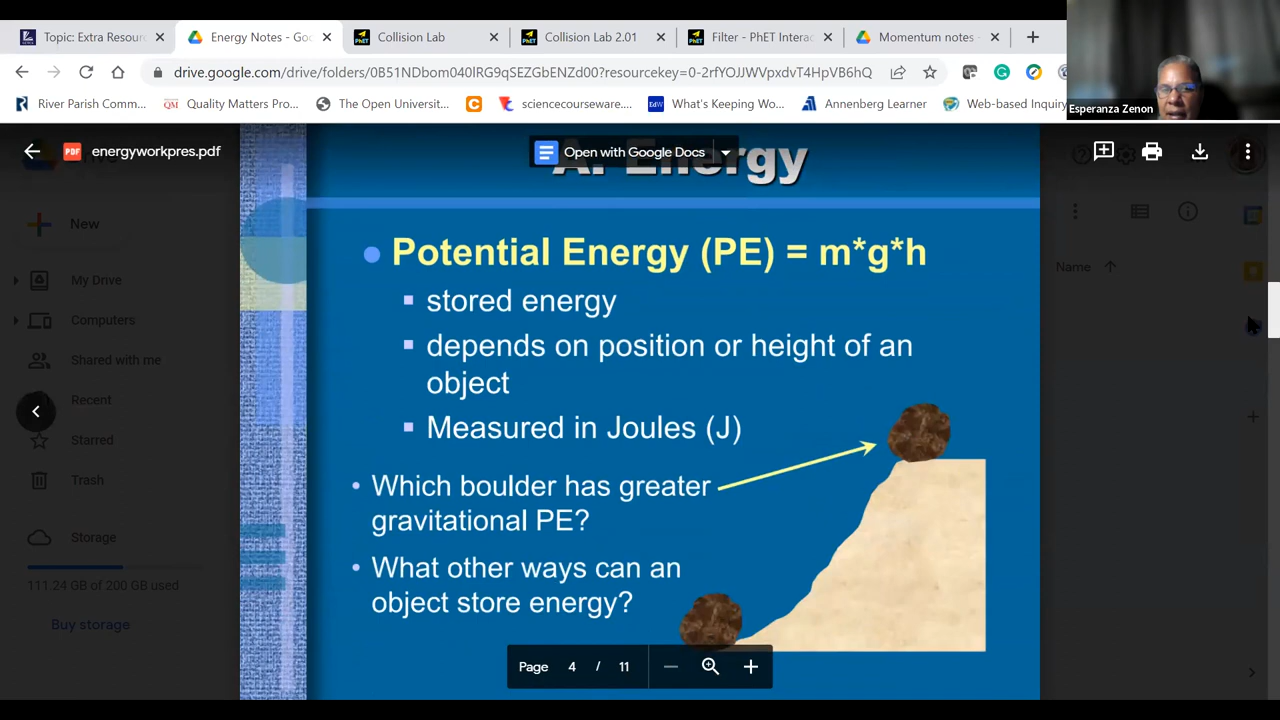 Topic: Extra Resour
Energy Notes - Goo
Collision Lab
Collision Lab 2.01
Filter - PhET Interac
Momentum notes -
drive.google.com/drive/folders/0B51NDbom040lRG9qSEZGbENZd00?resourcekey=0-2rfYOJJWVpxdvT4HpVB6hQ
River Parish Comm...
QM
Quality Matters Pro...
The Open Universit...
sciencecourseware....
EdW
What's Keeping Wo...
Annenberg Learner
Web-based Inquiry
Esperanza Zenon
PDF
energyworkpres.pdf
Open with Google Docs
A. Energy
New
My Drive
Computers
Shared with me
Recent
Starred
Trash
Storage
111.24 GB of 200 GB used
Buy storage
Name
Potential Energy (PE) = m*g*h
stored energy
depends on position or height of an
object
Measured in Joules (J)
Which boulder has greater
gravitational PE?
What other ways can an
object store energy?
Page 4 / 11